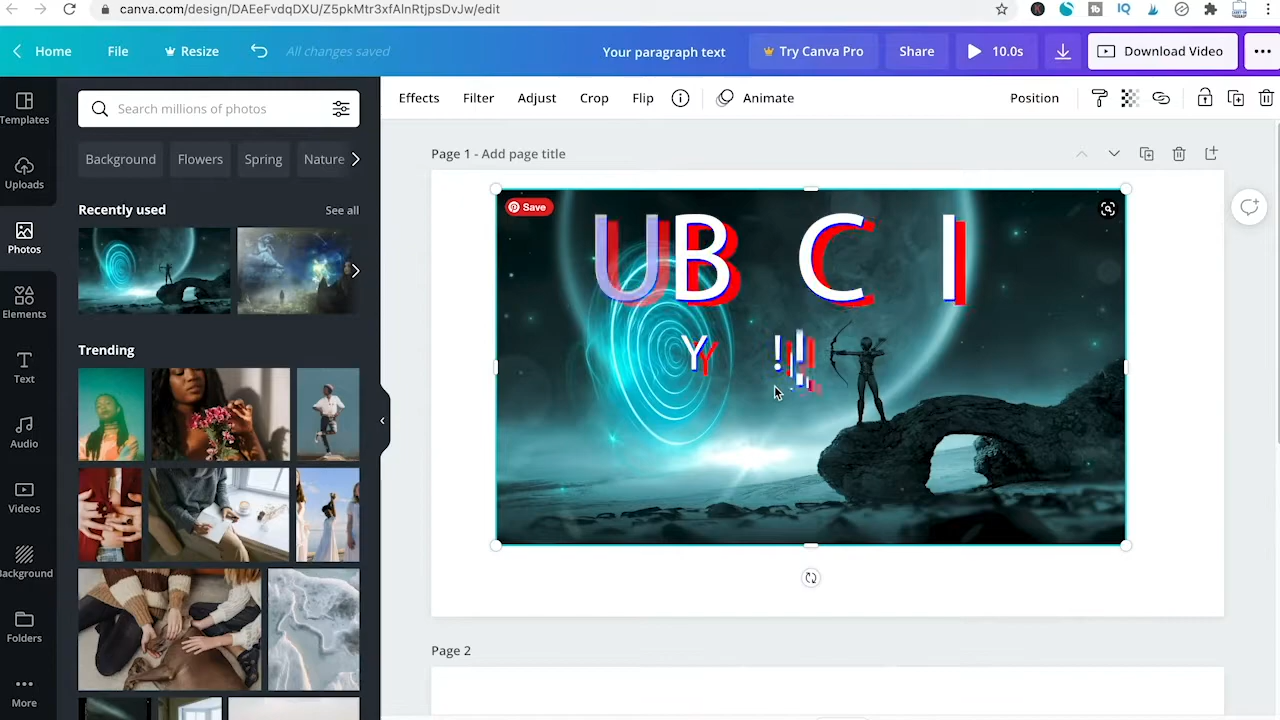 canva.com/design/DAEeFvdqDXU/Z5pkMtr3xfAlnRtjpsDvJw/edit
Home File Resize All changes saved Your paragraph text Try Canva Pro Share 10.0s Download Video
Templates
Uploads
Photos
Elements
Text
Audio
Videos
Background
Folders
More
Search millions of photos
Background Flowers Spring Nature
Recently used See all
Trending
Effects Filter Adjust Crop Flip Animate Position
Page 1 - Add page title
Save
UB C I
Y !
Page 2